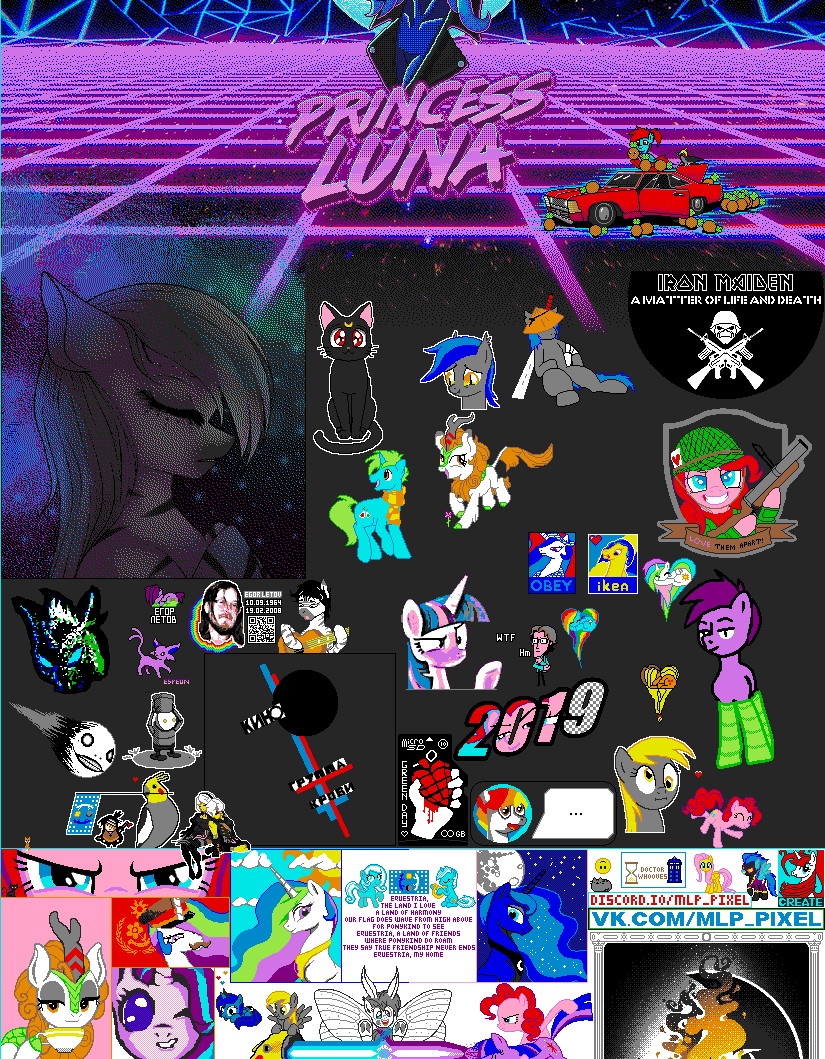 PRINCESS
LUNA
IRON MAIDEN
A MATTER OF LIFE AND DEATH
LOVE THEM APART!
OBEY
iken
ЕГОР
ЛЕТОВ
EGOR LETOV
10.09.1964
19.02.2008
ESPEON
WTF
Hm
КИНО
ГРУППА
КРОВИ
2019
Micro
SD
GREEN DAY
GB
...
EQUESTRIA,
THE LAND I LOVE
A LAND OF HARMONY
OUR FLAG DOES WAVE FROM HIGH ABOVE
FOR PONYKIND TO SEE
EQUESTRIA, A LAND OF FRIENDS
WHERE PONYKIND DO ROAM
THEY SAY TRUE FRIENDSHIP NEVER ENDS
EQUESTRIA, MY HOME
DOCTOR
WHOOVES
CREATE
DISCORD.IO/MLP_PIXEL
VK.COM/MLP_PIXEL